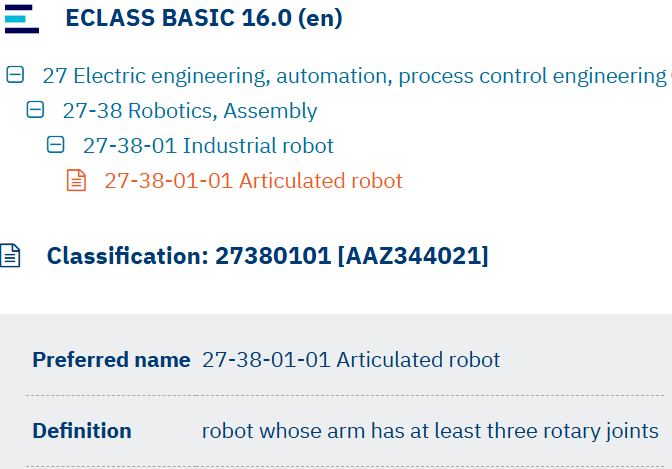 ECLASS BASIC 16.0 (en)
27 Electric engineering, automation, process control engineering
27-38 Robotics, Assembly
27-38-01 Industrial robot
27-38-01-01 Articulated robot
Classification: 27380101 [AAZ344021]
Preferred name 27-38-01-01 Articulated robot
Definition robot whose arm has at least three rotary joints